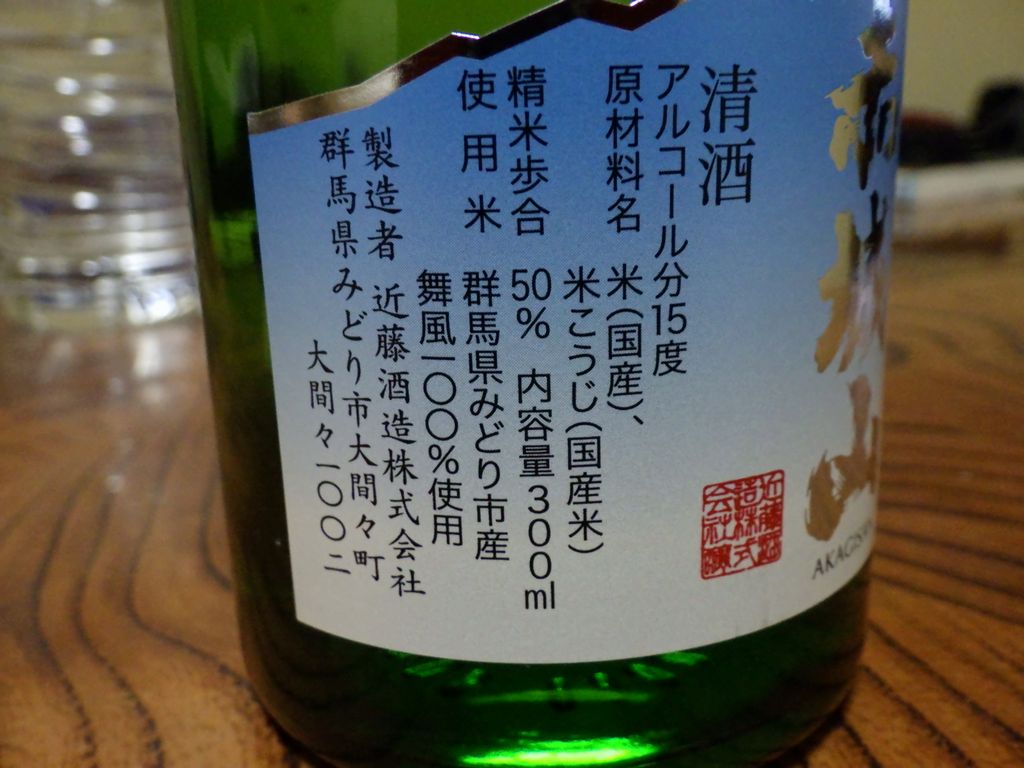 清酒
アルコール分15度
原材料名 米(国産)、
米こうじ(国産米)
精米歩合 50% 内容量300ml
使用米 群馬県みどり市産
舞風一〇〇%使用
製造者 近藤酒造株式会社
群馬県みどり市大間々町
大間々一〇〇二